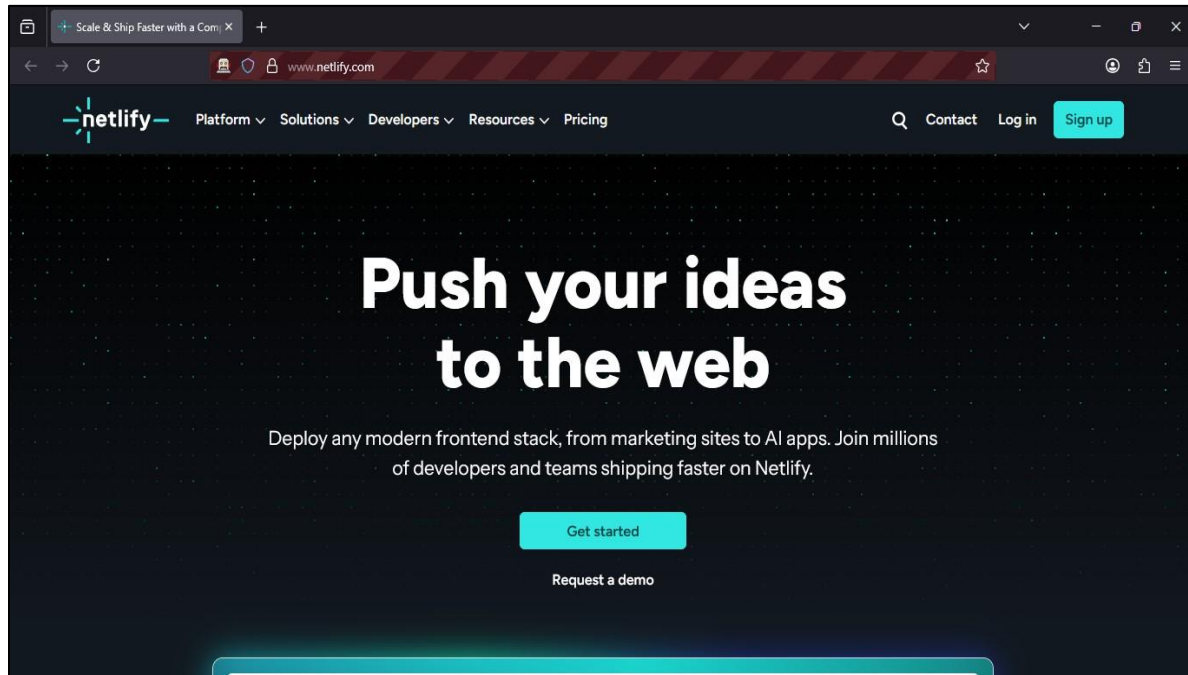 Scale & Ship Faster with a Com
www.netlify.com
netlify
Platform Solutions Developers Resources Pricing
Contact Log in Sign up
Push your ideas
to the web
Deploy any modern frontend stack, from marketing sites to AI apps. Join millions
of developers and teams shipping faster on Netlify.
Get started
Request a demo